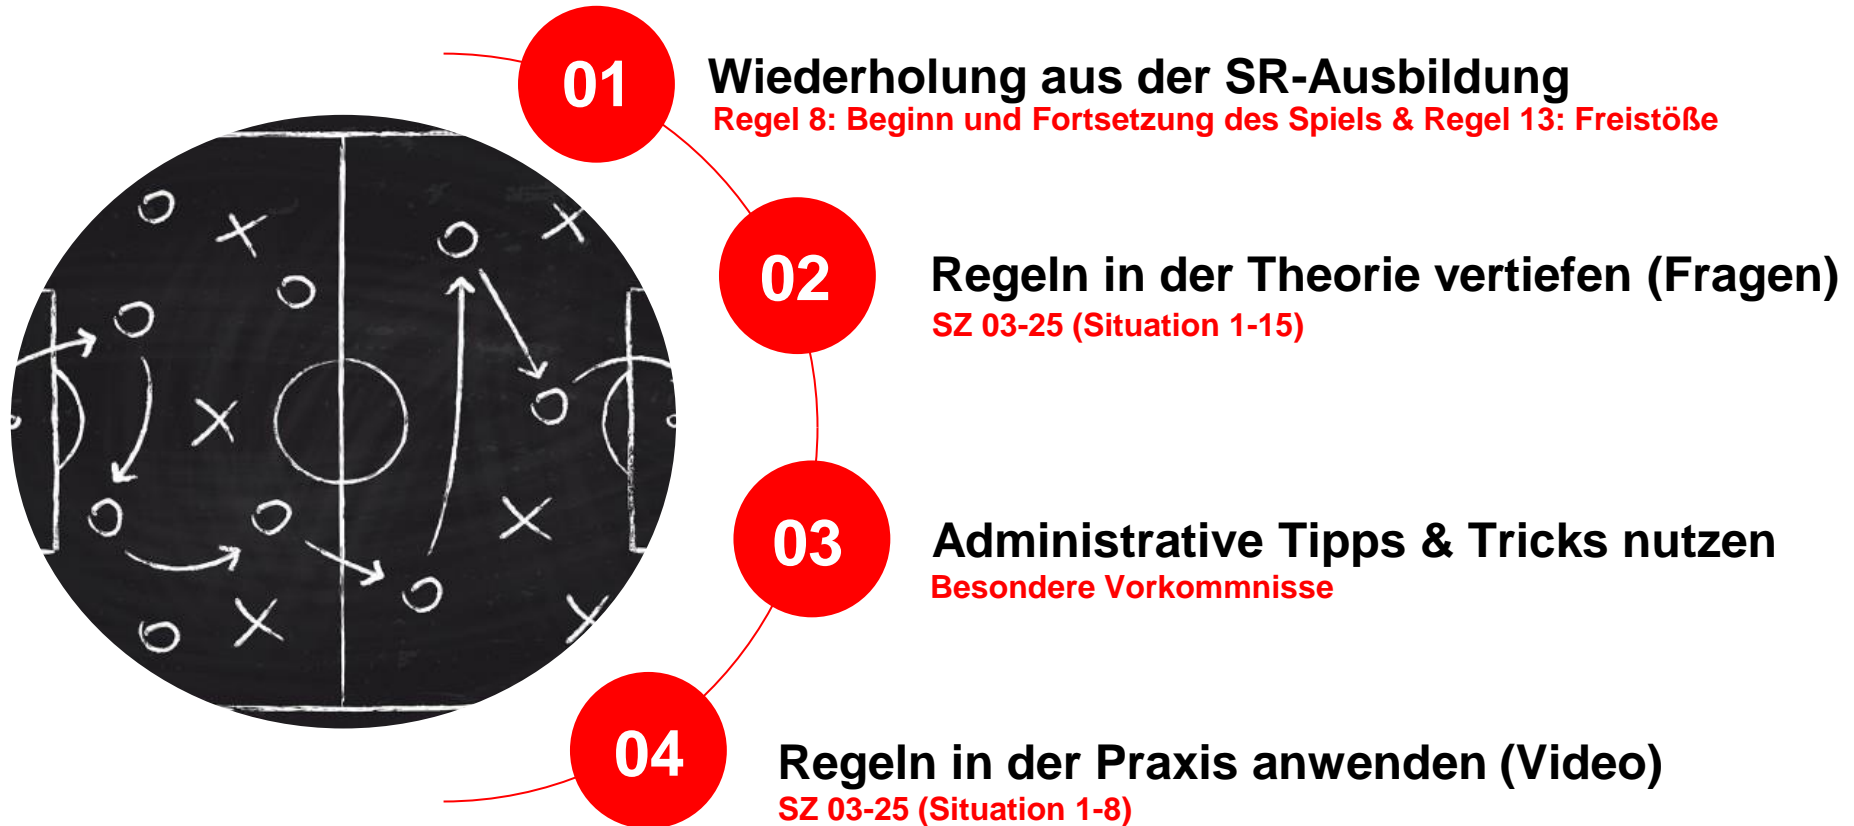 01
Wiederholung aus der SR-Ausbildung
Regel 8: Beginn und Fortsetzung des Spiels & Regel 13: Freistöße
02
Regeln in der Theorie vertiefen (Fragen)
SZ 03-25 (Situation 1-15)
03
Administrative Tipps & Tricks nutzen
Besondere Vorkommnisse
04
Regeln in der Praxis anwenden (Video)
SZ 03-25 (Situation 1-8)